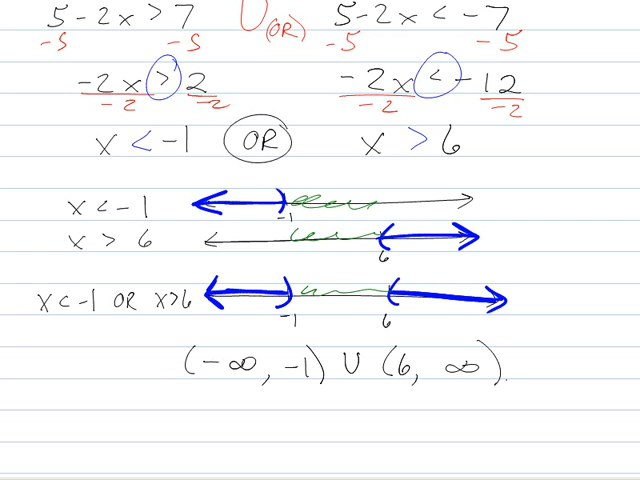 5-2x > 7 U (OR) 5-2x < -7
-5 -5 -5 -5
-2x > 2 -2x < -12
-2 -2 -2 -2
x < -1 OR x > 6
x < -1
-1
x > 6
6
x < -1 OR x > 6
-1 6
(-∞, -1) ∪ (6, ∞).